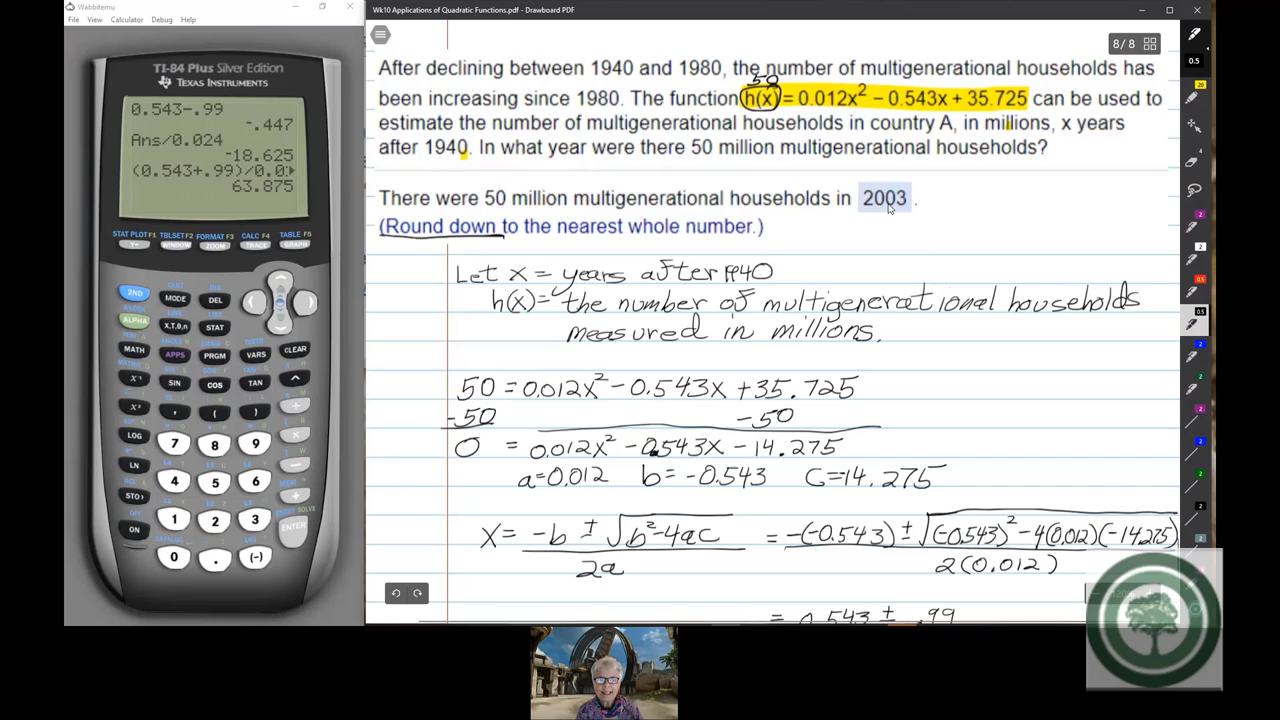 Wabbitemu
File View Calculator Debug Help
TI-84 Plus Silver Edition
TEXAS INSTRUMENTS
0.543-.99
-.447
Ans/0.024
-18.625
(0.543+.99)/0.0
63.875
STAT PLOT F1 TBLSET F2 FORMAT F3 CALC F4 TABLE F5
Y= WINDOW ZOOM TRACE GRAPH
2ND MODE DEL
ALPHA X,T,θ,n STAT
MATH APPS PRGM VARS CLEAR
SIN COS TAN ^
, ( )
LOG 7 8 9
LN 4 5 6
STO› 1 2 3
ON 0 . (-) ENTER
Wk10 Applications of Quadratic Functions.pdf - Drawboard PDF
8/8
0.5
After declining between 1940 and 1980, the number of multigenerational households has
50
been increasing since 1980. The function h(x) = 0.012x² − 0.543x + 35.725 can be used to
estimate the number of multigenerational households in country A, in millions, x years
after 1940. In what year were there 50 million multigenerational households?
There were 50 million multigenerational households in 2003 .
(Round down to the nearest whole number.)
Let x = years after 1940
h(x) = the number of multigenerational households
measured in millions.
50 = 0.012x² - 0.543x + 35.725
-50 -50
0 = 0.012x² - 0.543x - 14.275
a=0.012 b= -0.543 C=14.275
X = -b ± √b²-4ac = -(-0.543) ± √(-0.543)² - 4(0.012)(-14.275)
2a 2(0.012)
= 0.543 ± .99